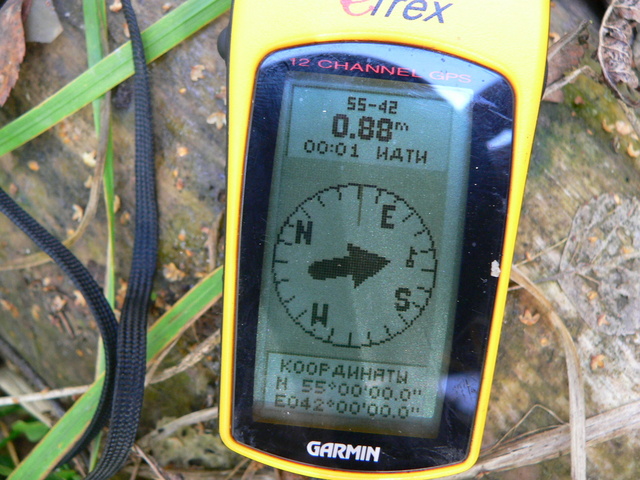 eTrex
12 CHANNEL GPS
55-42
0.88m
00:01 ИДТИ
N E
W S
КООРДИНАТЫ
N 55°00'00.0"
E042°00'00.0"
GARMIN